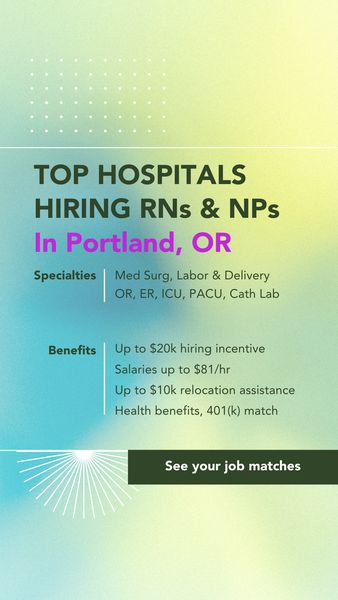 TOP HOSPITALS
HIRING RNs & NPs
In Portland, OR
Specialties
Med Surg, Labor & Delivery
OR, ER, ICU, PACU, Cath Lab
Benefits
Up to $20k hiring incentive
Salaries up to $81/hr
Up to $10k relocation assistance
Health benefits, 401(k) match
See your job matches